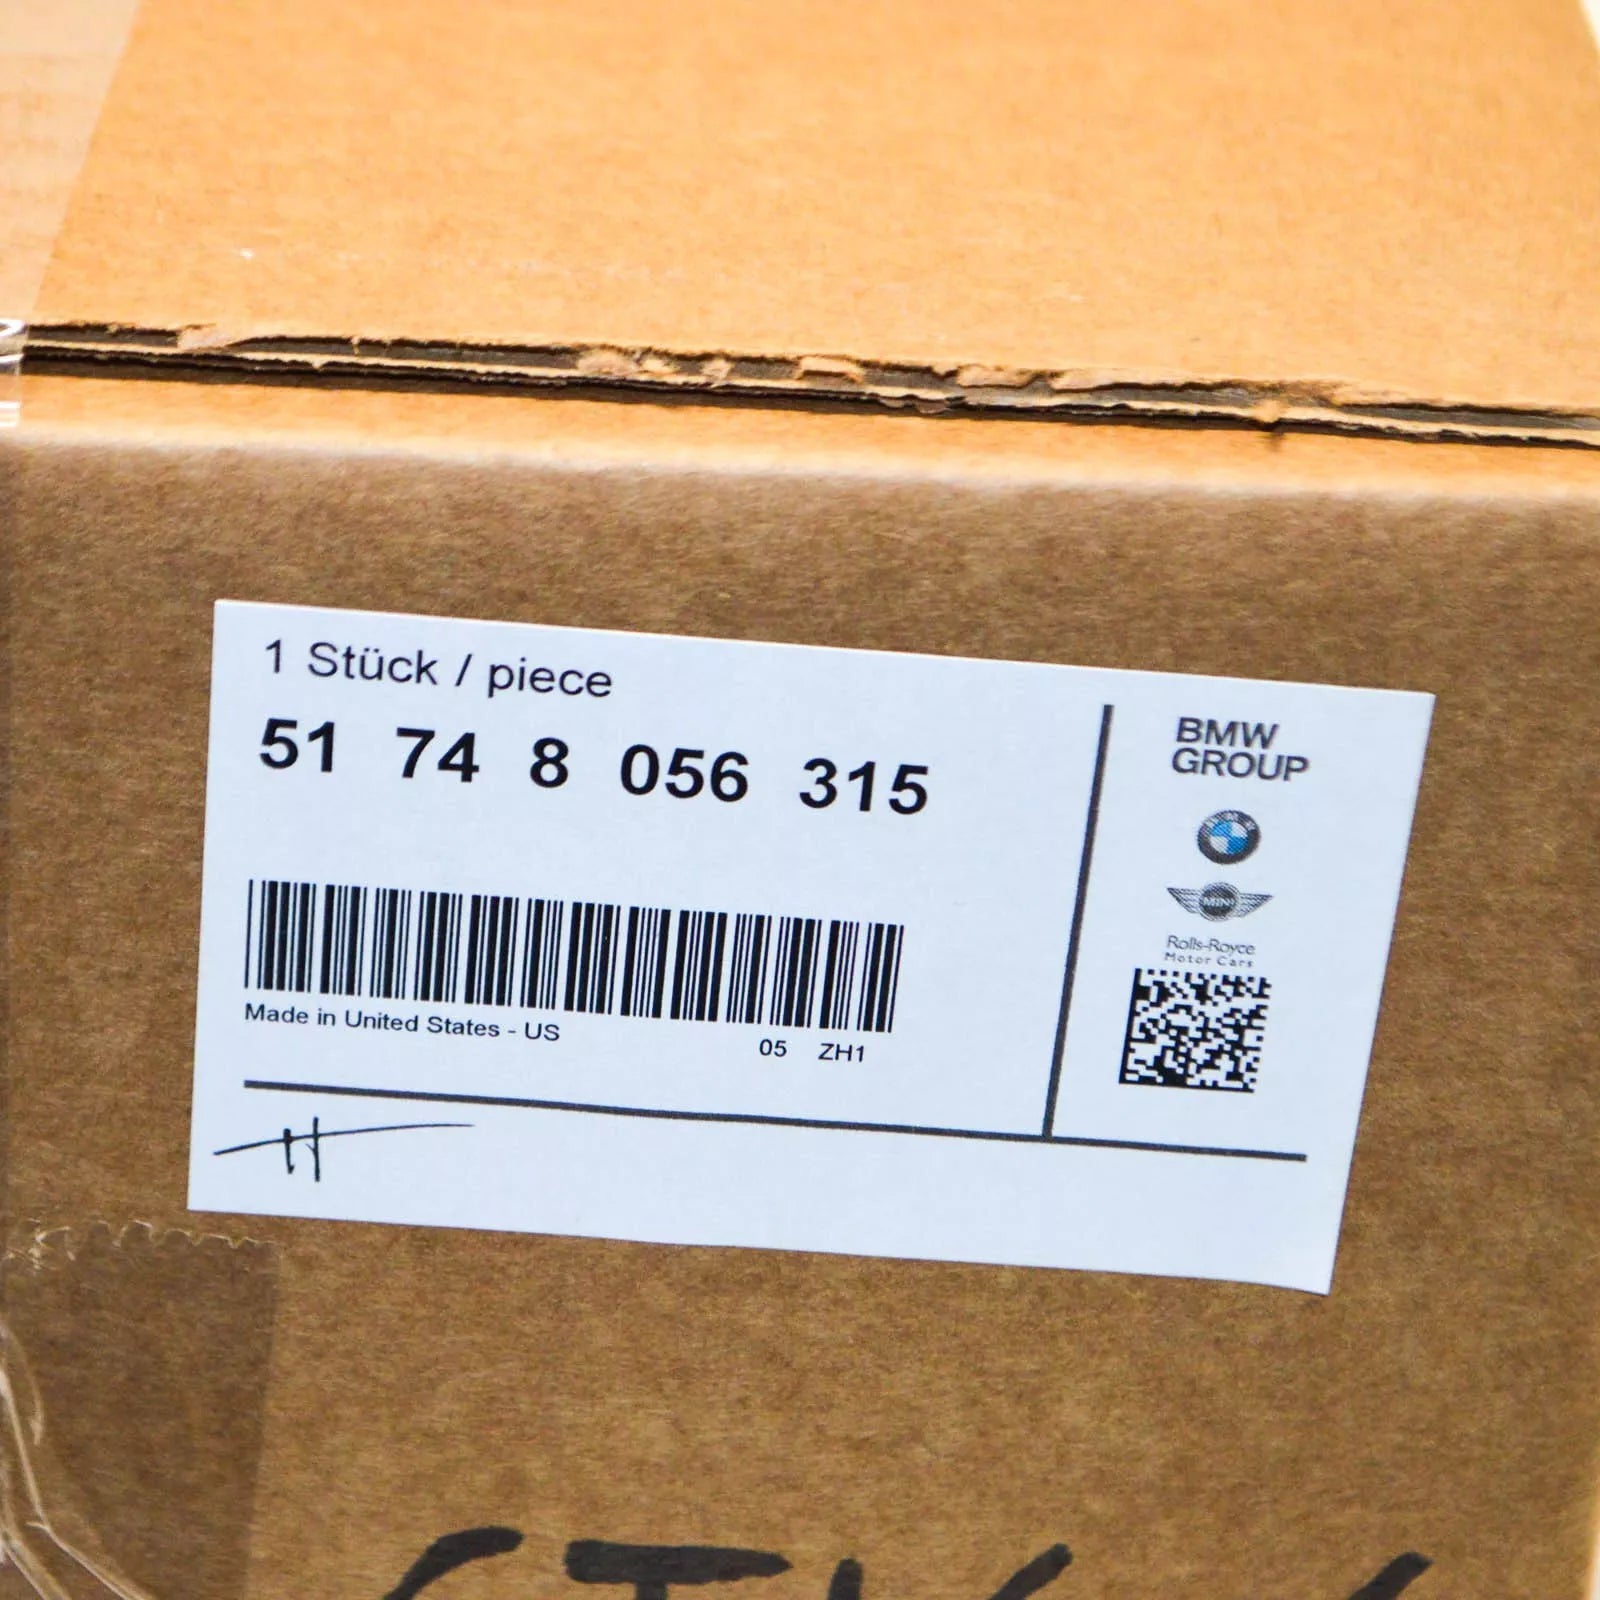 1 Stück / piece
51 74 8 056 315
Made in United States - US
05 ZH1
BMW
GROUP
MINI
Rolls-Royce
Motor Cars